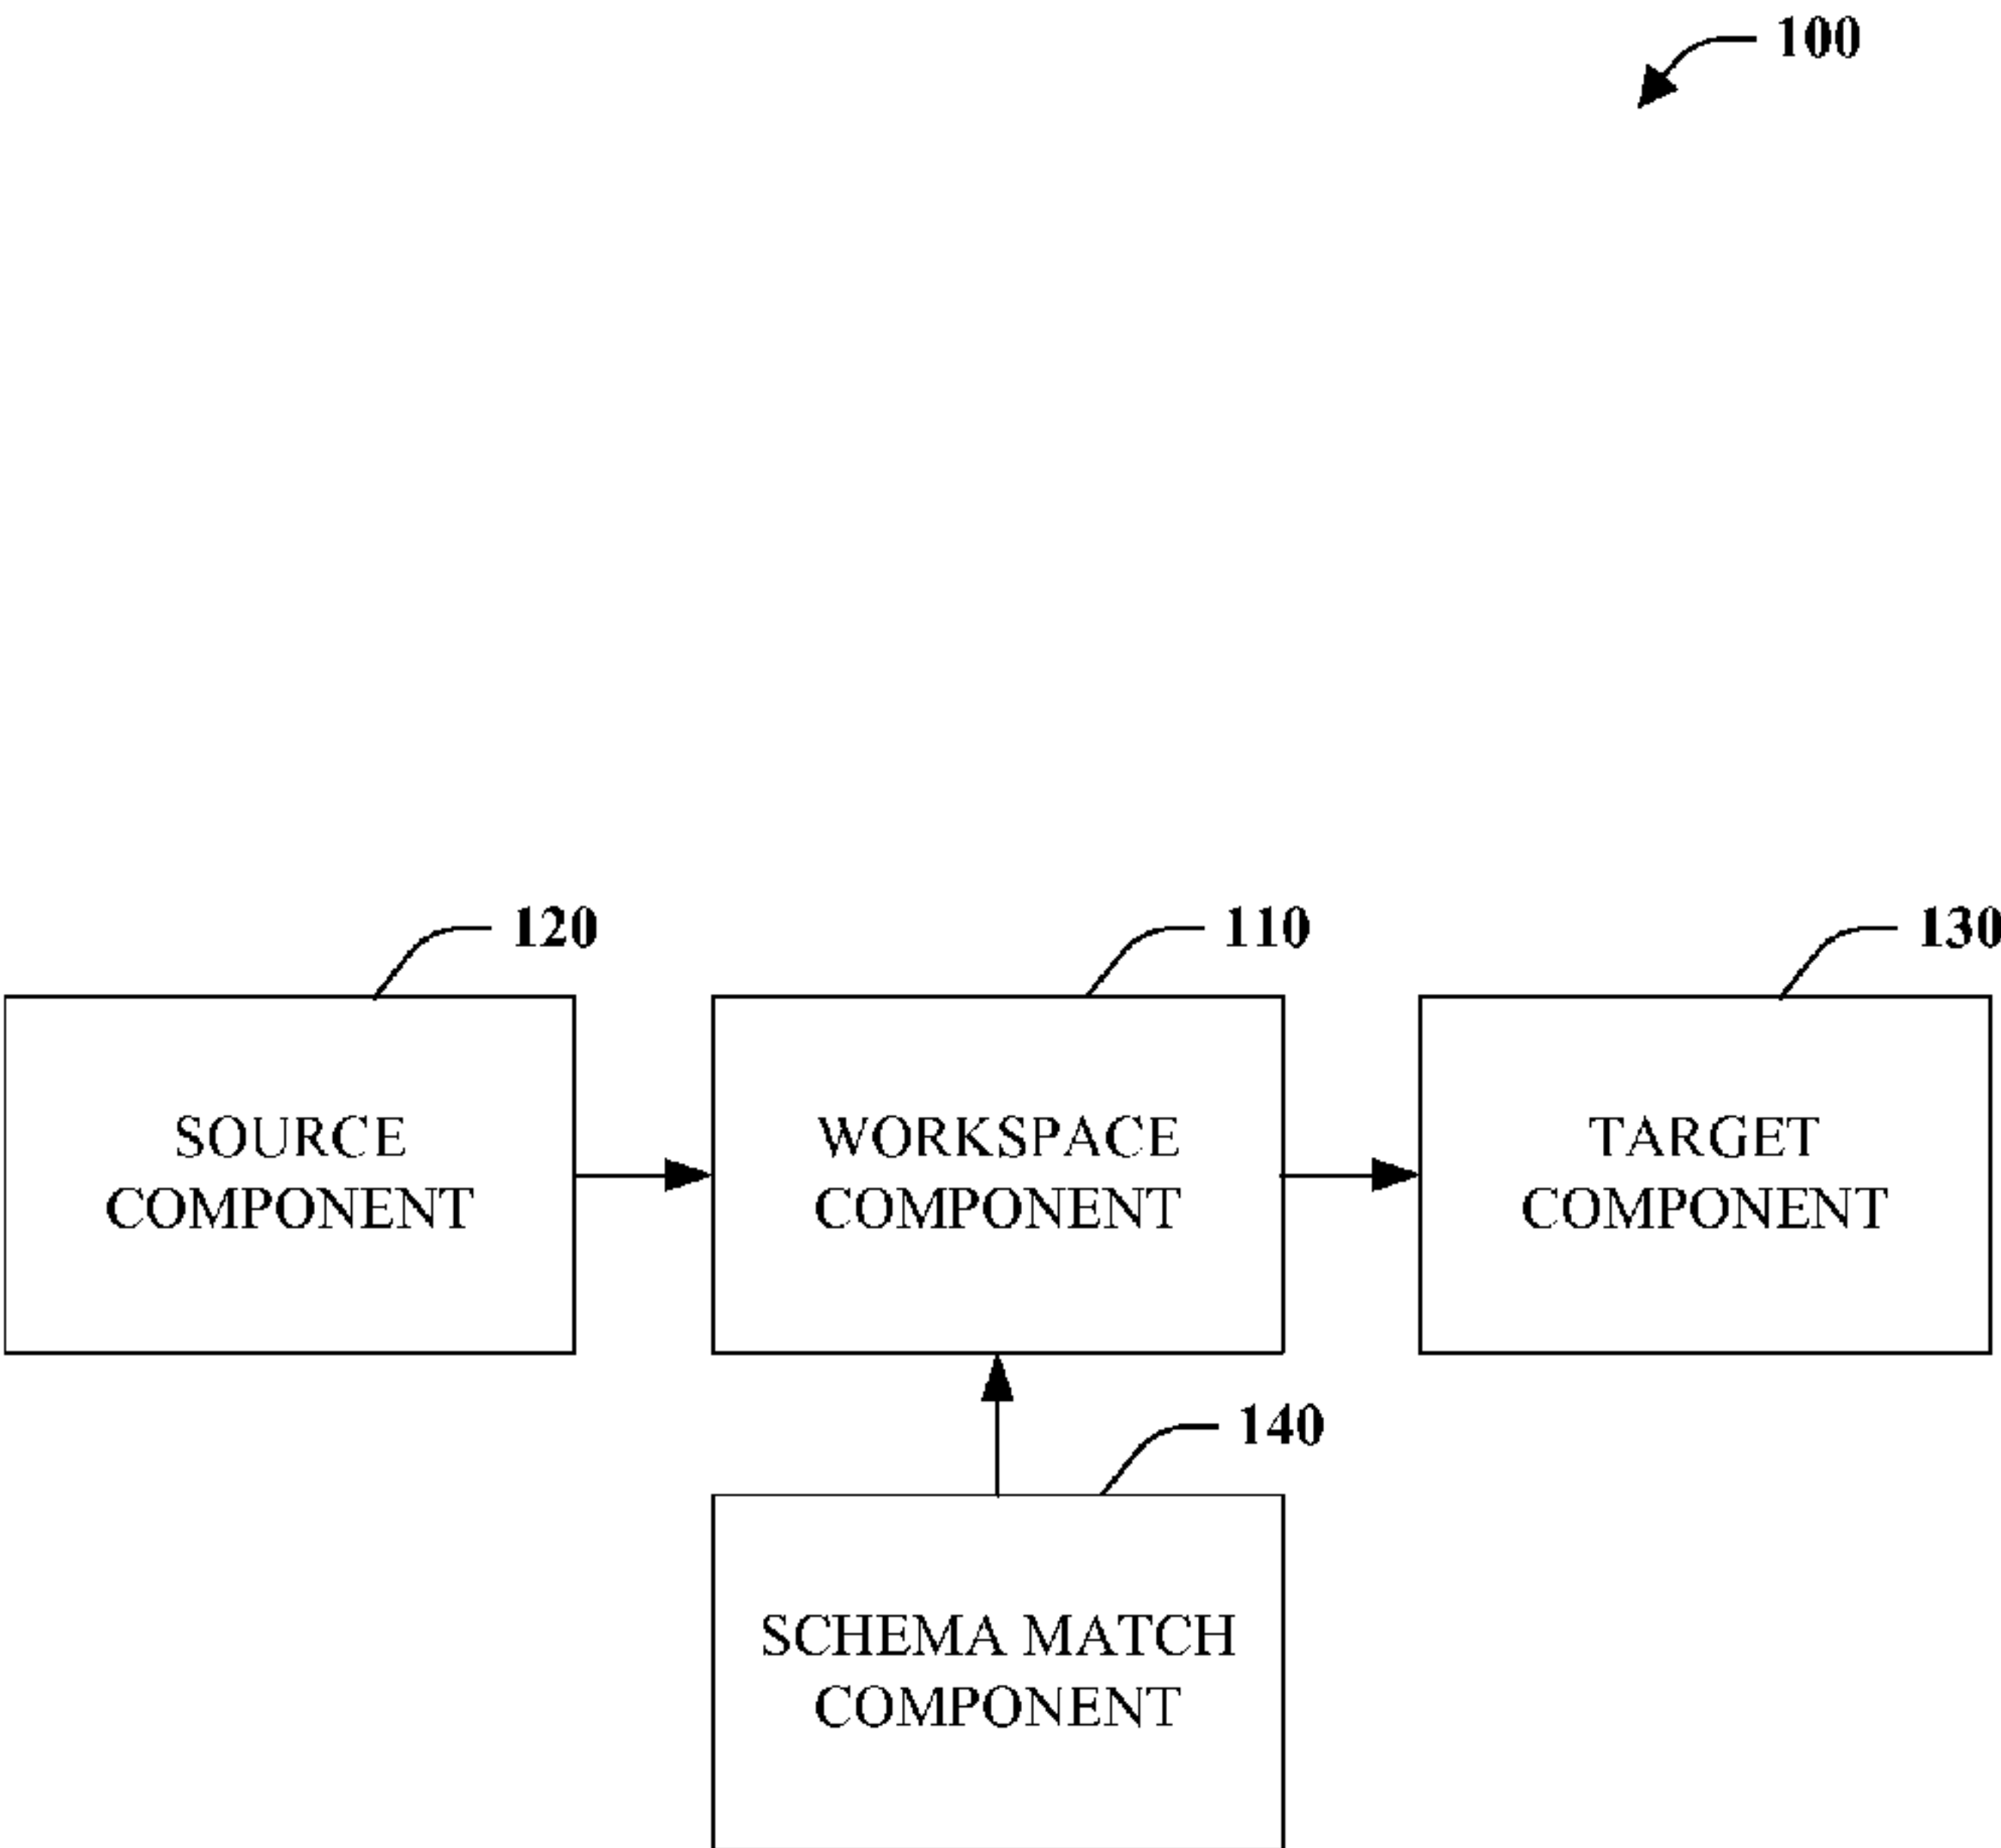 100
120
110
130
SOURCE
COMPONENT
WORKSPACE
COMPONENT
TARGET
COMPONENT
140
SCHEMA MATCH
COMPONENT